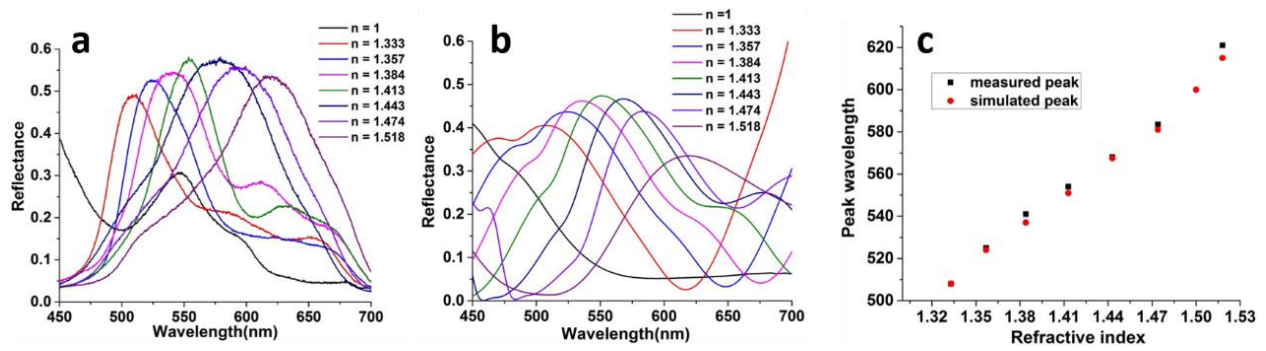 a
n = 1
n = 1.333
n = 1.357
n = 1.384
n = 1.413
n = 1.443
n = 1.474
n = 1.518
0.6
0.5
0.4
0.3
0.2
0.1
0.0
Reflectance
450 500 550 600 650 700
Wavelength(nm)
b
n =1
n = 1.333
n = 1.357
n = 1.384
n = 1.413
n = 1.443
n = 1.474
n = 1.518
0.6
0.5
0.4
0.3
0.2
0.1
0.0
Reflectance
450 500 550 600 650 700
Wavelength(nm)
c
measured peak
simulated peak
620
600
580
560
540
520
500
Peak wavelength
1.32 1.35 1.38 1.41 1.44 1.47 1.50 1.53
Refractive index